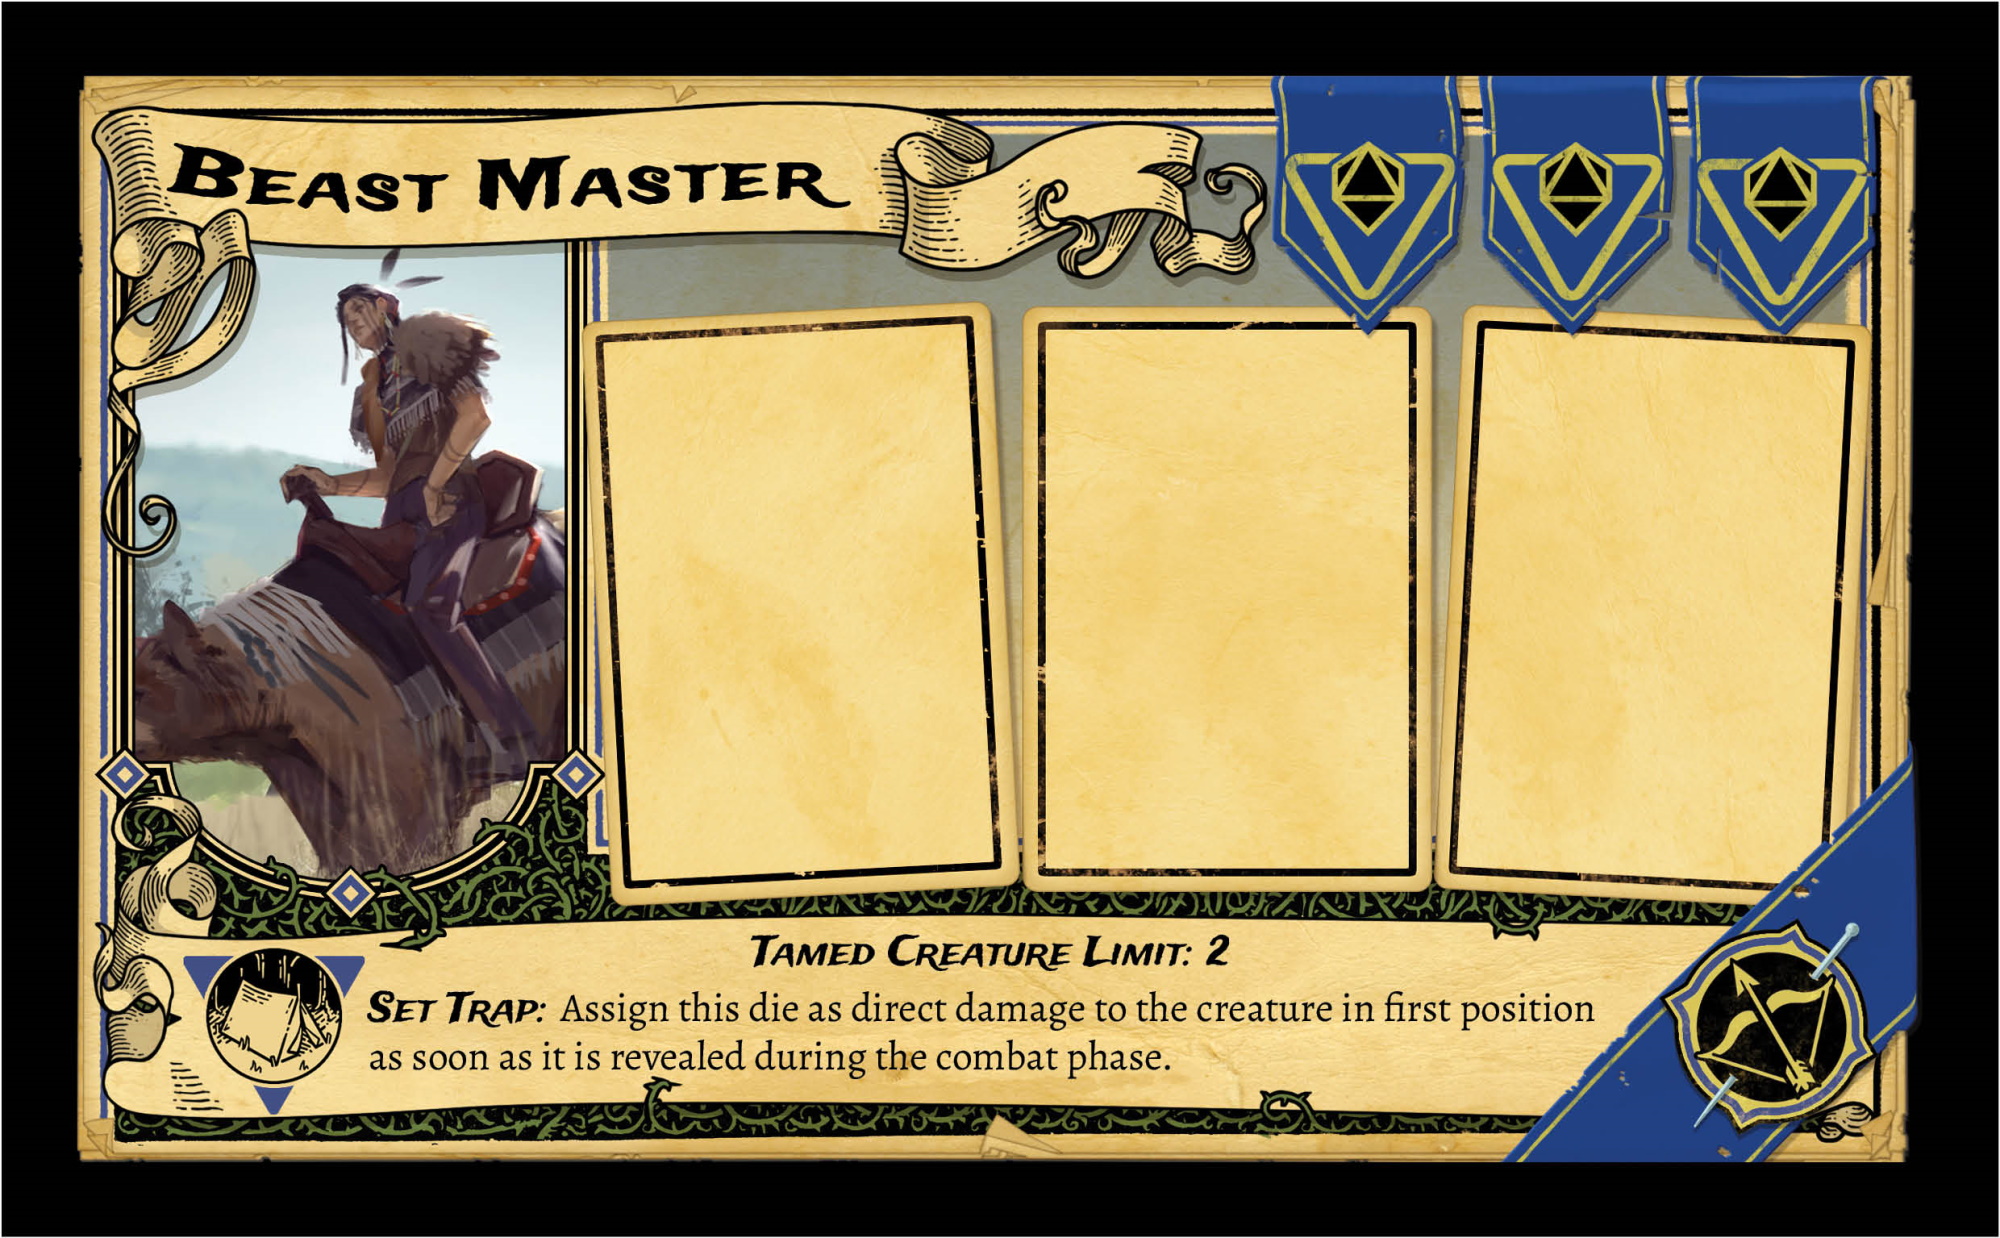 Beast Master
Tamed Creature Limit: 2
Set Trap: Assign this die as direct damage to the creature in first position
as soon as it is revealed during the combat phase.